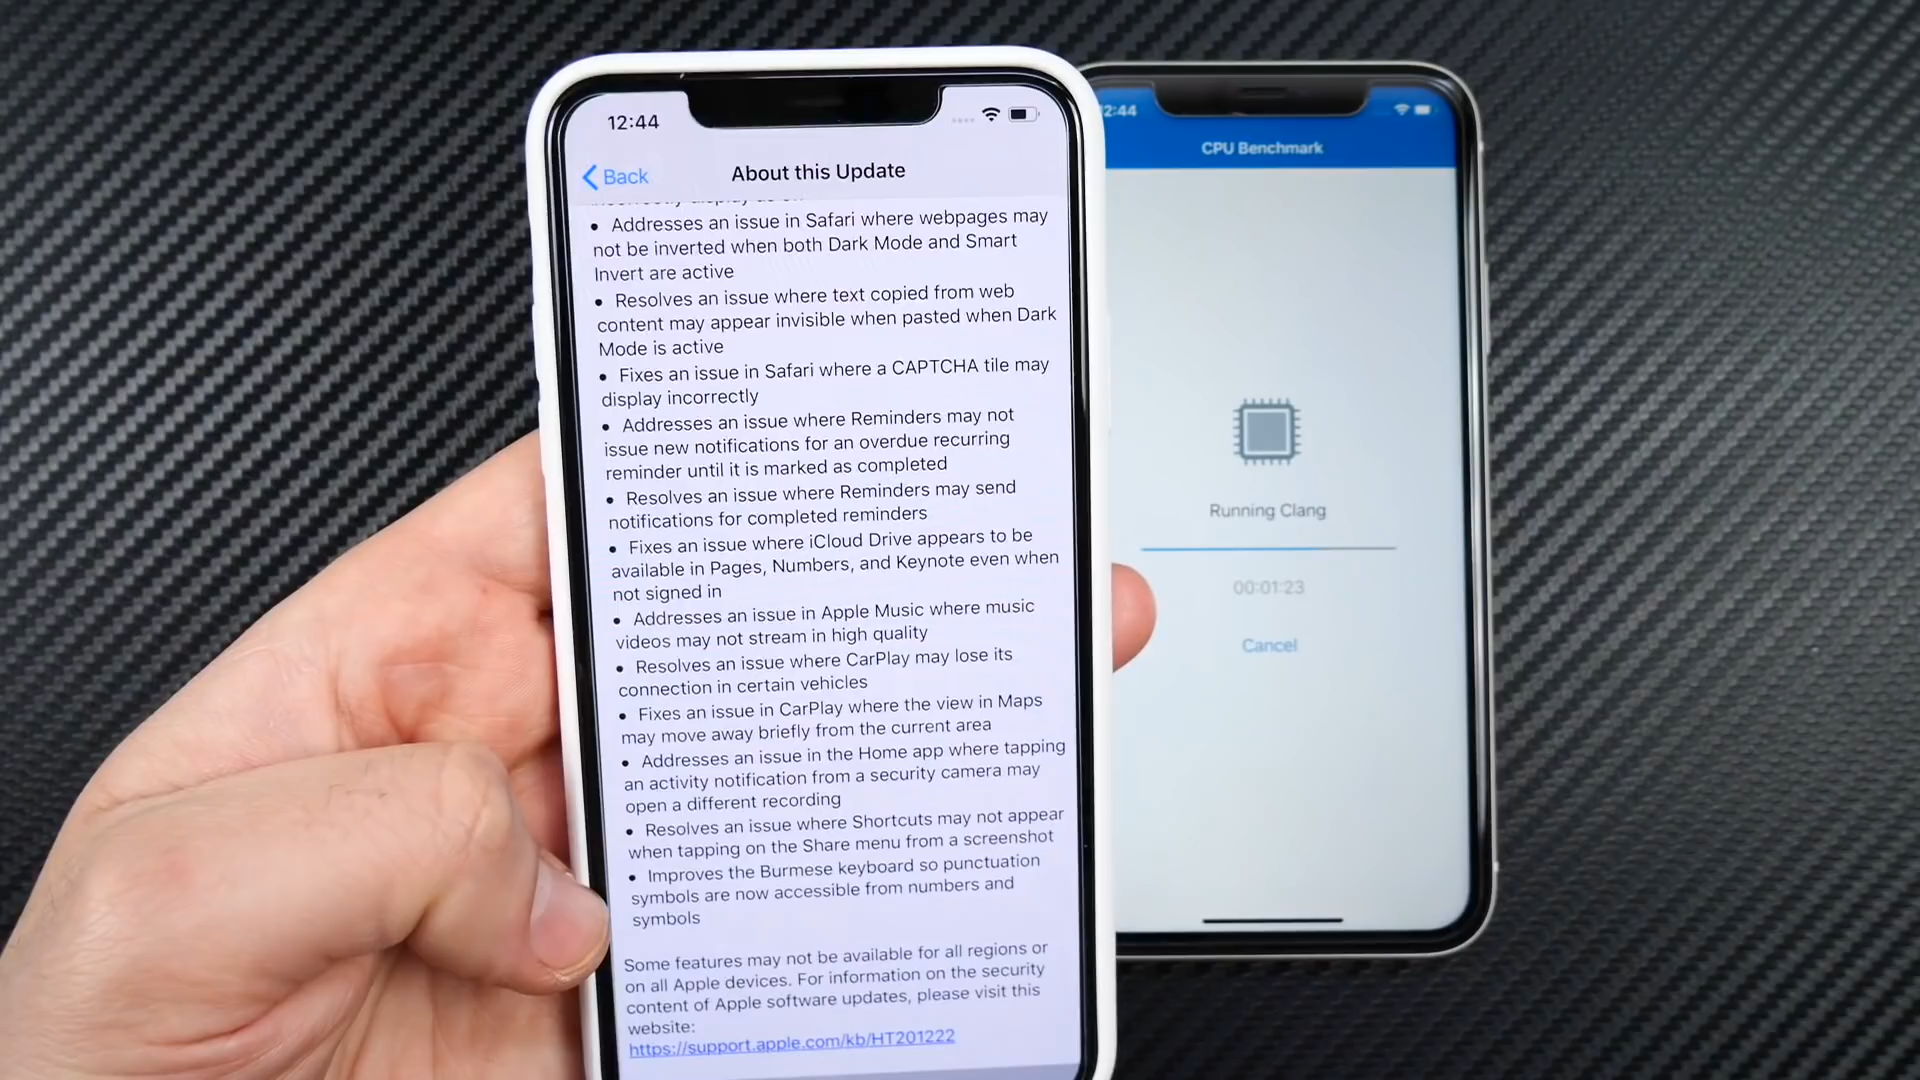 12:44
Back
About this Update
• Addresses an issue in Safari where webpages may
not be inverted when both Dark Mode and Smart
Invert are active
• Resolves an issue where text copied from web
content may appear invisible when pasted when Dark
Mode is active
• Fixes an issue in Safari where a CAPTCHA tile may
display incorrectly
• Addresses an issue where Reminders may not
issue new notifications for an overdue recurring
reminder until it is marked as completed
• Resolves an issue where Reminders may send
notifications for completed reminders
• Fixes an issue where iCloud Drive appears to be
available in Pages, Numbers, and Keynote even when
not signed in
• Addresses an issue in Apple Music where music
videos may not stream in high quality
• Resolves an issue where CarPlay may lose its
connection in certain vehicles
• Fixes an issue in CarPlay where the view in Maps
may move away briefly from the current area
• Addresses an issue in the Home app where tapping
an activity notification from a security camera may
open a different recording
• Resolves an issue where Shortcuts may not appear
when tapping on the Share menu from a screenshot
• Improves the Burmese keyboard so punctuation
symbols are now accessible from numbers and
symbols
Some features may not be available for all regions or
on all Apple devices. For information on the security
content of Apple software updates, please visit this
website:
https://support.apple.com/kb/HT201222
2:44
CPU Benchmark
Running Clang
00:01:23
Cancel